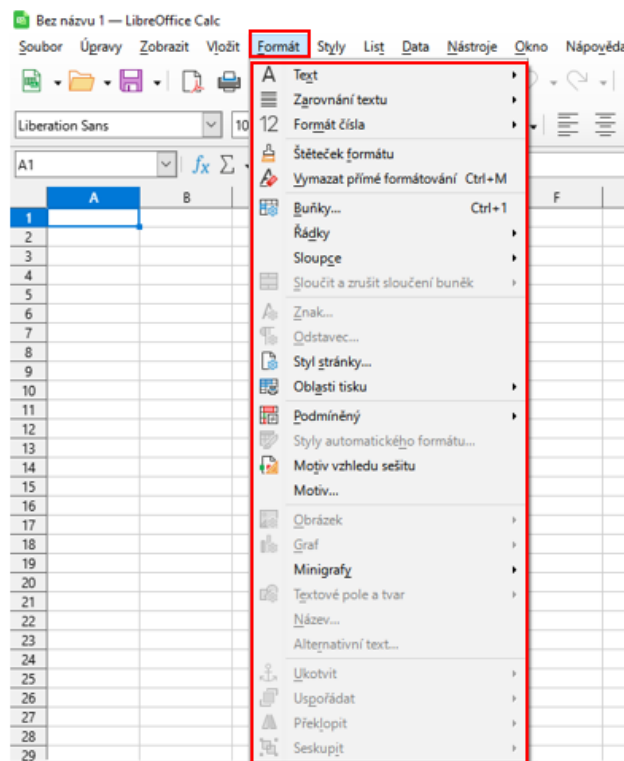 Bez názvu 1 — LibreOffice Calc
Soubor Úpravy Zobrazit Vložit Formát Styly List Data Nástroje Okno Nápověda
Liberation Sans 10
A1 fx Σ
A B F
Text
Zarovnání textu
12 Formát čísla
Štěteček formátu
Vymazat přímé formátování Ctrl+M
Buňky... Ctrl+1
Řádky
Sloupce
Sloučit a zrušit sloučení buněk
Znak...
Odstavec...
Styl stránky...
Oblasti tisku
Podmíněný
Styly automatického formátu...
Motiv vzhledu sešitu
Motiv...
Obrázek
Graf
Minigrafy
Textové pole a tvar
Název...
Alternativní text...
Ukotvit
Uspořádat
Překlopit
Seskupit
1
2
3
4
5
6
7
8
9
10
11
12
13
14
15
16
17
18
19
20
21
22
23
24
25
26
27
28
29